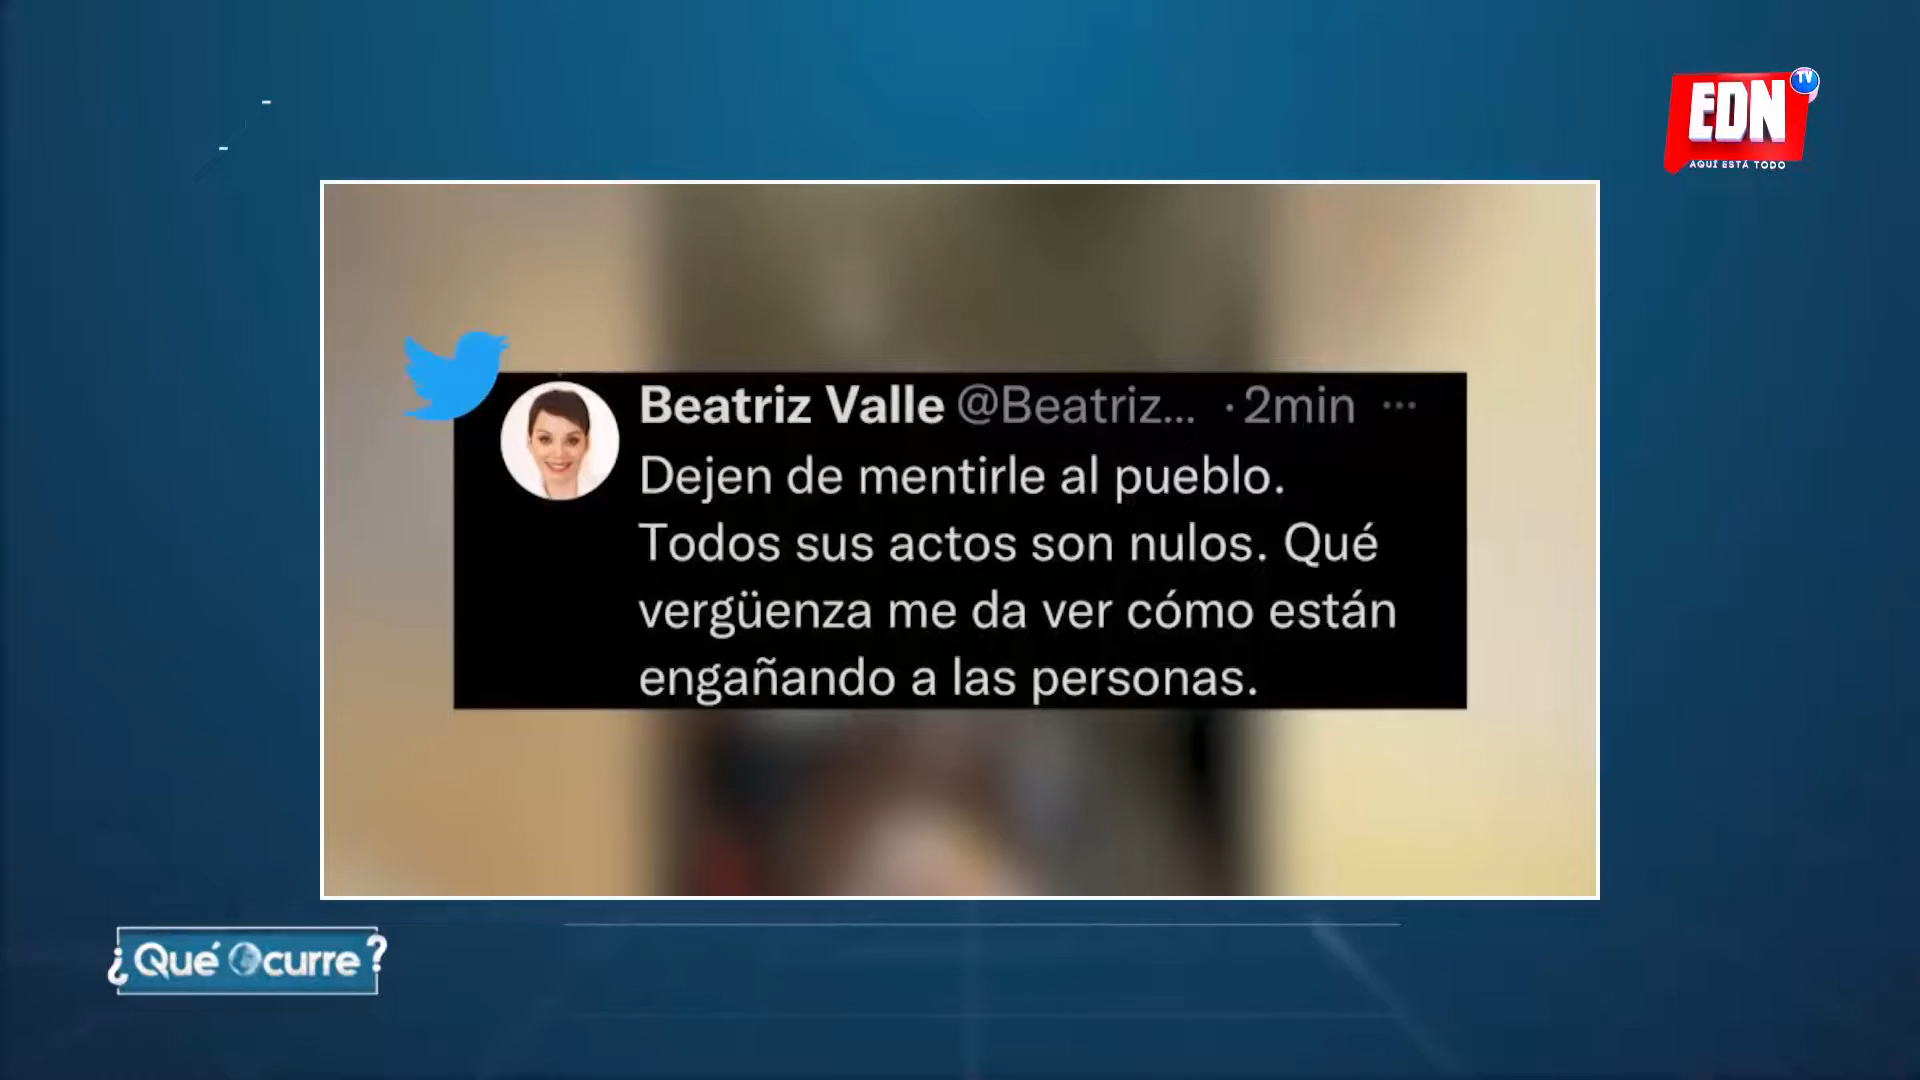 EDN TV
AQUÍ ESTÁ TODO
Beatriz Valle @Beatriz... · 2min ···
Dejen de mentirle al pueblo.
Todos sus actos son nulos. Qué
vergüenza me da ver cómo están
engañando a las personas.
¿Qué Ocurre?